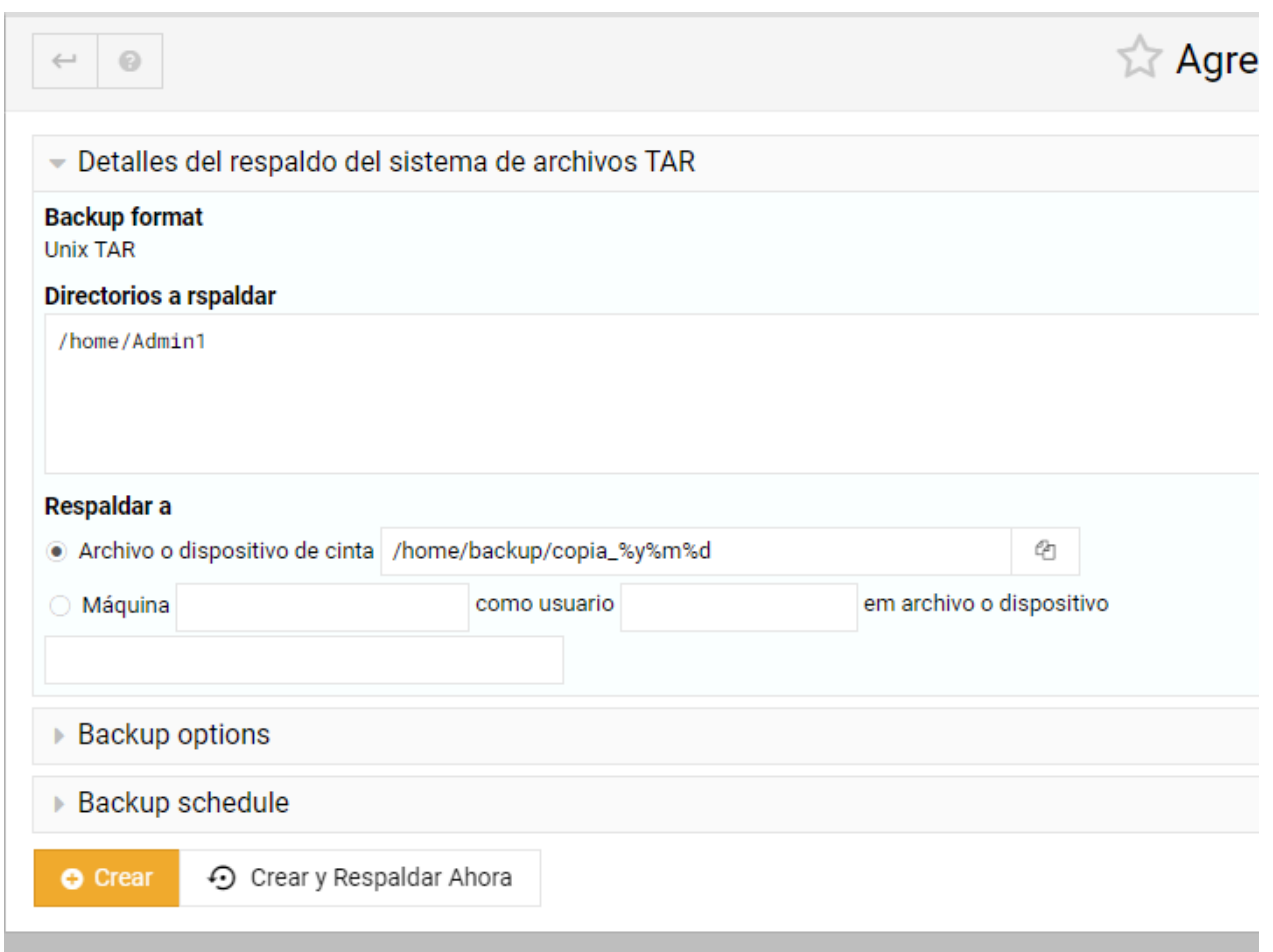 Agre
Detalles del respaldo del sistema de archivos TAR
Backup format
Unix TAR
Directorios a rspaldar
/home/Admin1
Respaldar a
Archivo o dispositivo de cinta /home/backup/copia_%y%m%d
Máquina como usuario em archivo o dispositivo
Backup options
Backup schedule
Crear Crear y Respaldar Ahora